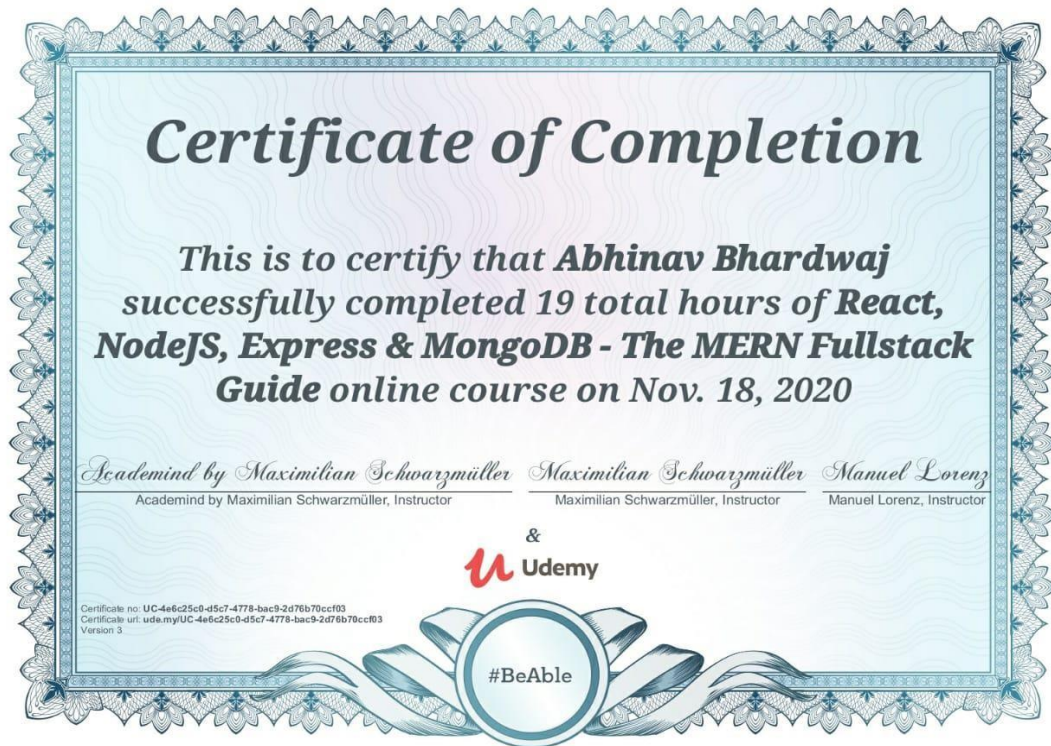 Certificate of Completion
This is to certify that Abhinav Bhardwaj
successfully completed 19 total hours of React,
NodeJS, Express & MongoDB - The MERN Fullstack
Guide online course on Nov. 18, 2020
Academind by Maximilian Schwarzmüller Maximilian Schwarzmüller Manuel Lorenz
Academind by Maximilian Schwarzmüller, Instructor Maximilian Schwarzmüller, Instructor Manuel Lorenz, Instructor
&
Udemy
Certificate no: UC-4e6c25c0-d5c7-4778-bac9-2d76b70ccf03
Certificate url: ude.my/UC-4e6c25c0-d5c7-4778-bac9-2d76b70ccf03
Version 3
#BeAble